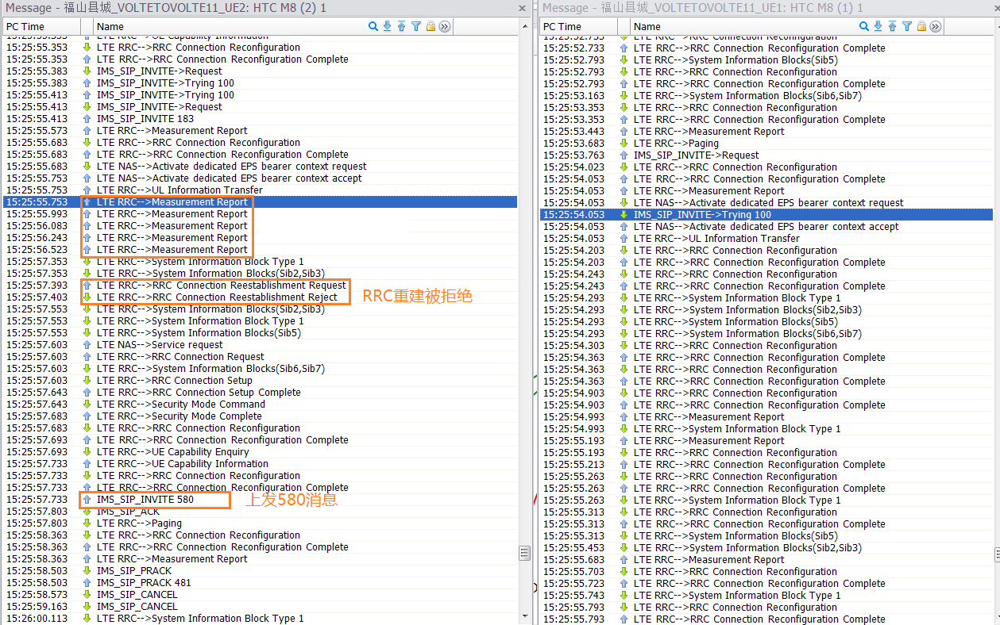 Message - 福山县城_VOLTETOVOLTE11_UE2: HTC M8 (2) 1
PC Time Name
15:25:55.353 LTE RRC-->UE Capability Information
15:25:55.353 LTE RRC-->RRC Connection Reconfiguration
15:25:55.353 LTE RRC-->RRC Connection Reconfiguration Complete
15:25:55.383 IMS_SIP_INVITE->Request
15:25:55.383 IMS_SIP_INVITE->Trying 100
15:25:55.413 IMS_SIP_INVITE->Trying 100
15:25:55.413 IMS_SIP_INVITE->Request
15:25:55.413 IMS_SIP_INVITE 183
15:25:55.573 LTE RRC-->Measurement Report
15:25:55.683 LTE RRC-->RRC Connection Reconfiguration
15:25:55.683 LTE RRC-->RRC Connection Reconfiguration Complete
15:25:55.683 LTE NAS-->Activate dedicated EPS bearer context request
15:25:55.753 LTE NAS-->Activate dedicated EPS bearer context accept
15:25:55.753 LTE RRC-->UL Information Transfer
15:25:55.753 LTE RRC-->Measurement Report
15:25:55.993 LTE RRC-->Measurement Report
15:25:56.083 LTE RRC-->Measurement Report
15:25:56.243 LTE RRC-->Measurement Report
15:25:56.523 LTE RRC-->Measurement Report
15:25:57.353 LTE RRC-->System Information Block Type 1
15:25:57.353 LTE RRC-->System Information Blocks(Sib2,Sib3)
15:25:57.393 LTE RRC-->RRC Connection Reestablishment Request
15:25:57.403 LTE RRC-->RRC Connection Reestablishment Reject
RRC重建被拒绝
15:25:57.553 LTE RRC-->System Information Blocks(Sib2,Sib3)
15:25:57.553 LTE RRC-->System Information Block Type 1
15:25:57.553 LTE RRC-->System Information Blocks(Sib5)
15:25:57.603 LTE NAS-->Service request
15:25:57.603 LTE RRC-->RRC Connection Request
15:25:57.603 LTE RRC-->System Information Blocks(Sib6,Sib7)
15:25:57.603 LTE RRC-->RRC Connection Setup
15:25:57.643 LTE RRC-->RRC Connection Setup Complete
15:25:57.643 LTE RRC-->Security Mode Command
15:25:57.683 LTE RRC-->Security Mode Complete
15:25:57.683 LTE RRC-->RRC Connection Reconfiguration
15:25:57.693 LTE RRC-->RRC Connection Reconfiguration Complete
15:25:57.693 LTE RRC-->UE Capability Enquiry
15:25:57.733 LTE RRC-->UE Capability Information
15:25:57.733 LTE RRC-->RRC Connection Reconfiguration
15:25:57.733 LTE RRC-->RRC Connection Reconfiguration Complete
15:25:57.733 IMS_SIP_INVITE 580
上发580消息
15:25:57.803 IMS_SIP_ACK
15:25:57.803 LTE RRC-->Paging
15:25:58.363 LTE RRC-->RRC Connection Reconfiguration
15:25:58.363 LTE RRC-->RRC Connection Reconfiguration Complete
15:25:58.363 LTE RRC-->Measurement Report
15:25:58.503 IMS_SIP_PRACK
15:25:58.503 IMS_SIP_PRACK 481
15:25:58.573 IMS_SIP_CANCEL
15:25:59.163 IMS_SIP_CANCEL
15:26:00.113 LTE RRC-->System Information Block Type 1
Message - 福山县城_VOLTETOVOLTE11_UE1: HTC M8 (1) 1
PC Time Name
15:25:52.733 LTE RRC-->RRC Connection Reconfiguration
15:25:52.733 LTE RRC-->RRC Connection Reconfiguration Complete
15:25:52.793 LTE RRC-->System Information Blocks(Sib5)
15:25:52.793 LTE RRC-->RRC Connection Reconfiguration
15:25:52.793 LTE RRC-->RRC Connection Reconfiguration Complete
15:25:53.163 LTE RRC-->System Information Blocks(Sib6,Sib7)
15:25:53.353 LTE RRC-->RRC Connection Reconfiguration
15:25:53.353 LTE RRC-->RRC Connection Reconfiguration Complete
15:25:53.443 LTE RRC-->Measurement Report
15:25:53.683 LTE RRC-->Paging
15:25:53.763 IMS_SIP_INVITE->Request
15:25:54.023 LTE RRC-->RRC Connection Reconfiguration
15:25:54.033 LTE RRC-->RRC Connection Reconfiguration Complete
15:25:54.053 LTE RRC-->Measurement Report
15:25:54.053 LTE NAS-->Activate dedicated EPS bearer context request
15:25:54.053 IMS_SIP_INVITE->Trying 100
15:25:54.053 LTE NAS-->Activate dedicated EPS bearer context accept
15:25:54.053 LTE RRC-->UL Information Transfer
15:25:54.203 LTE RRC-->RRC Connection Reconfiguration
15:25:54.203 LTE RRC-->RRC Connection Reconfiguration Complete
15:25:54.243 LTE RRC-->RRC Connection Reconfiguration
15:25:54.243 LTE RRC-->RRC Connection Reconfiguration Complete
15:25:54.293 LTE RRC-->System Information Block Type 1
15:25:54.293 LTE RRC-->System Information Blocks(Sib2,Sib3)
15:25:54.293 LTE RRC-->System Information Blocks(Sib5)
15:25:54.293 LTE RRC-->System Information Blocks(Sib6,Sib7)
15:25:54.303 LTE RRC-->RRC Connection Reconfiguration
15:25:54.363 LTE RRC-->RRC Connection Reconfiguration Complete
15:25:54.363 LTE RRC-->RRC Connection Reconfiguration
15:25:54.363 LTE RRC-->RRC Connection Reconfiguration Complete
15:25:54.903 LTE RRC-->RRC Connection Reconfiguration
15:25:54.903 LTE RRC-->RRC Connection Reconfiguration Complete
15:25:54.993 LTE RRC-->Measurement Report
15:25:54.993 LTE RRC-->System Information Block Type 1
15:25:55.193 LTE RRC-->Measurement Report
15:25:55.193 LTE RRC-->RRC Connection Reconfiguration
15:25:55.213 LTE RRC-->RRC Connection Reconfiguration Complete
15:25:55.263 LTE RRC-->RRC Connection Reconfiguration
15:25:55.263 LTE RRC-->RRC Connection Reconfiguration Complete
15:25:55.263 LTE RRC-->System Information Block Type 1
15:25:55.313 LTE RRC-->RRC Connection Reconfiguration
15:25:55.313 LTE RRC-->RRC Connection Reconfiguration Complete
15:25:55.313 LTE RRC-->System Information Blocks(Sib5)
15:25:55.453 LTE RRC-->System Information Blocks(Sib2,Sib3)
15:25:55.683 LTE RRC-->Measurement Report
15:25:55.703 LTE RRC-->RRC Connection Reconfiguration
15:25:55.723 LTE RRC-->RRC Connection Reconfiguration Complete
15:25:55.743 LTE RRC-->System Information Block Type 1
15:25:55.793 LTE RRC-->RRC Connection Reconfiguration
15:25:55.793 LTE RRC-->RRC Connection Reconfiguration Complete